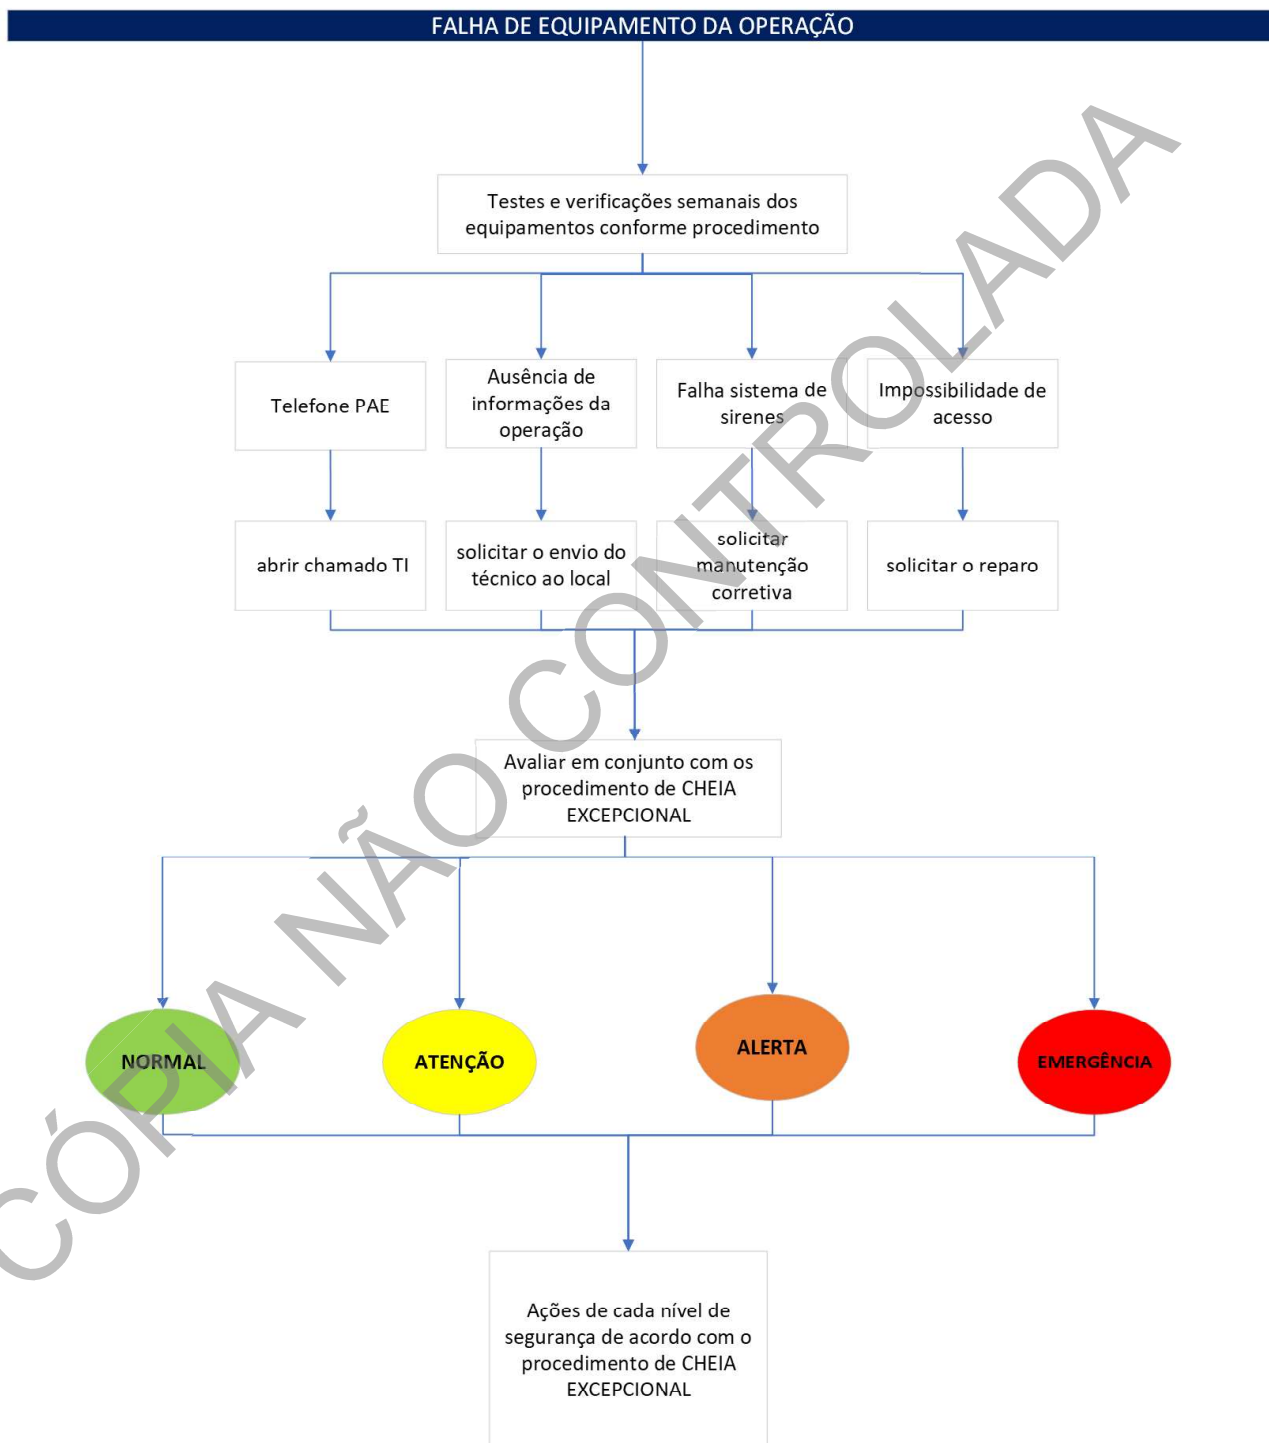 FALHA DE EQUIPAMENTO DA OPERAÇÃO
Testes e verificações semanais dos
equipamentos conforme procedimento
Telefone PAE
Ausência de
informações da
operação
Falha sistema de
sirenes
Impossibilidade de
acesso
abrir chamado TI
solicitar o envio do
técnico ao local
solicitar
manutenção
corretiva
solicitar o reparo
Avaliar em conjunto com os
procedimento de CHEIA
EXCEPCIONAL
NORMAL
ATENÇÃO
ALERTA
EMERGÊNCIA
Ações de cada nível de
segurança de acordo com o
procedimento de CHEIA
EXCEPCIONAL
CÓPIA NÃO CONTROLADA